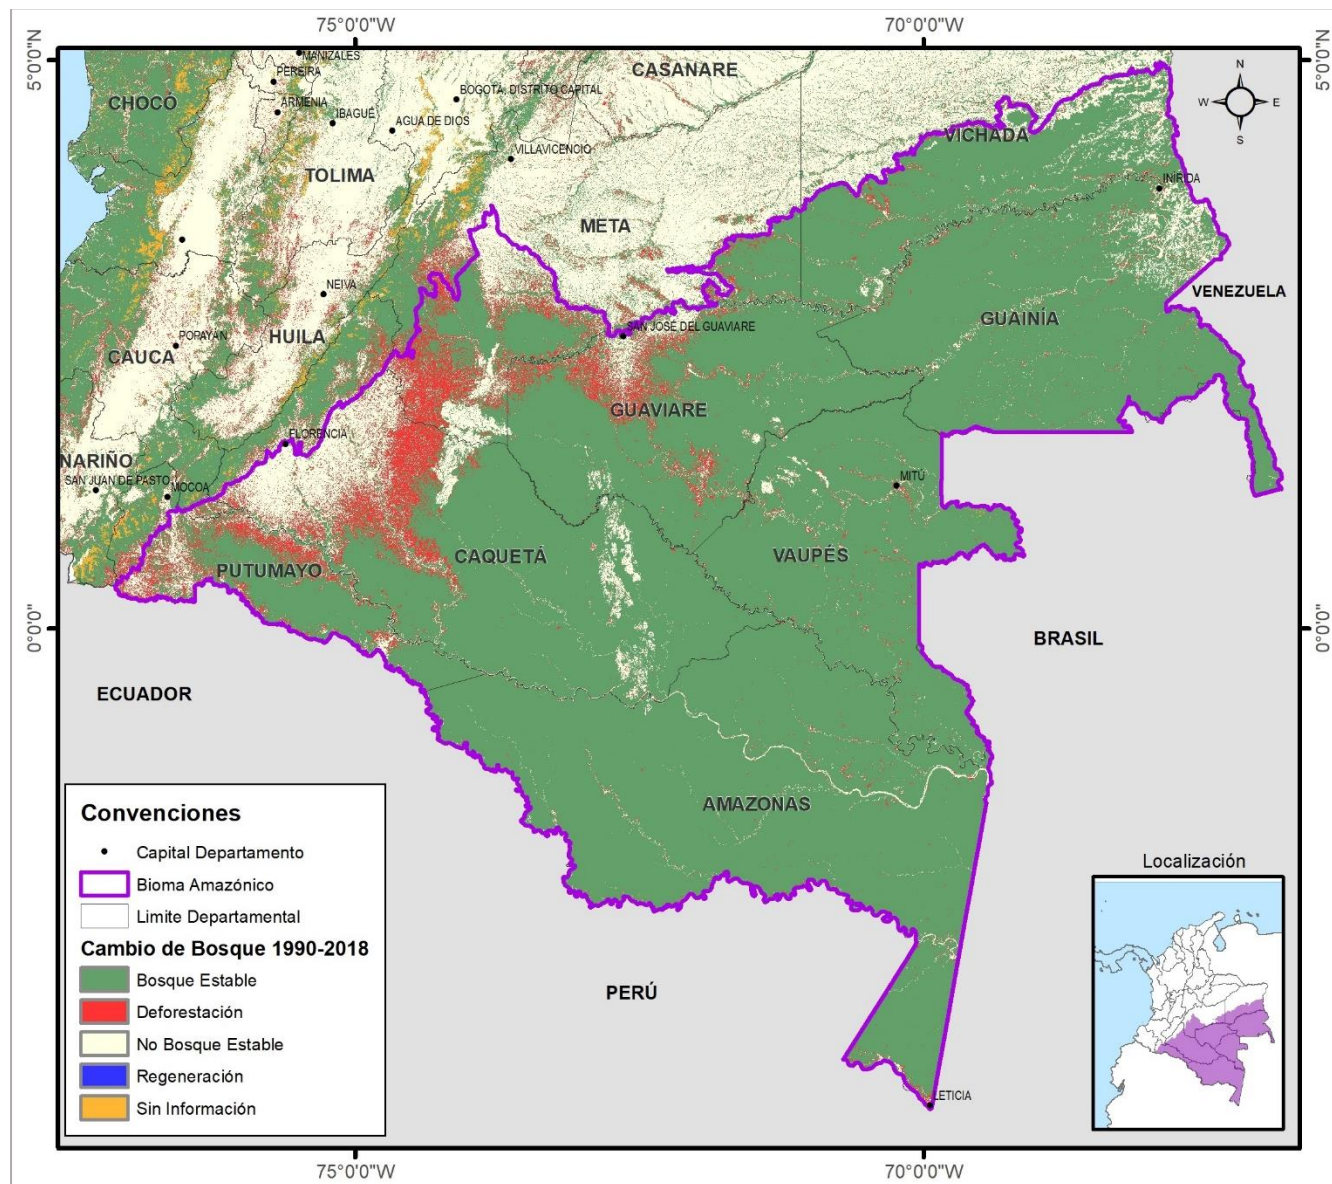 75°0'0"W
70°0'0"W
5°0'0"N
5°0'0"N
MANIZALES
PEREIRA
CASANARE
N
W
E
S
CHOCÓ
ARMENIA
BOGOTÁ, DISTRITO CAPITAL
IBAGUÉ
AGUA DE DIOS
VILLAVICENCIO
VICHADA
TOLIMA
INÍRIDA
META
NEIVA
VENEZUELA
GUAINÍA
SAN JOSÉ DEL GUAVIARE
POPAYÁN
HUILA
CAUCA
GUAVIARE
FLORENCIA
NARIÑO
SAN JUAN DE PASTO
MOCOA
MITÚ
CAQUETÁ
VAUPÉS
PUTUMAYO
0°0'0"
0°0'0"
BRASIL
ECUADOR
AMAZONAS
PERÚ
LETICIA
Convenciones
Capital Departamento
Bioma Amazónico
Limite Departamental
Cambio de Bosque 1990-2018
Bosque Estable
Deforestación
No Bosque Estable
Regeneración
Sin Información
Localización
75°0'0"W
70°0'0"W